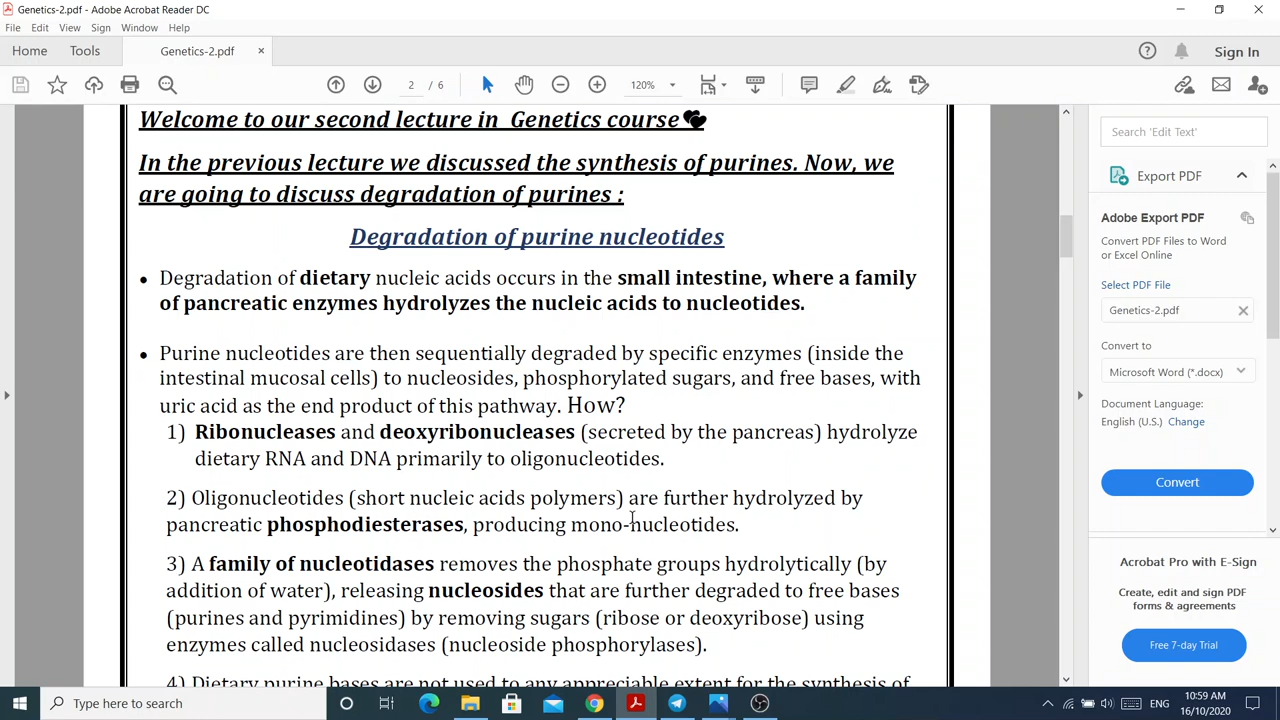 Genetics-2.pdf - Adobe Acrobat Reader DC
File Edit View Sign Window Help
Home Tools Genetics-2.pdf × Sign In
2 / 6 120%
Welcome to our second lecture in Genetics course
In the previous lecture we discussed the synthesis of purines. Now, we
are going to discuss degradation of purines :
Degradation of purine nucleotides
• Degradation of dietary nucleic acids occurs in the small intestine, where a family
of pancreatic enzymes hydrolyzes the nucleic acids to nucleotides.
• Purine nucleotides are then sequentially degraded by specific enzymes (inside the
intestinal mucosal cells) to nucleosides, phosphorylated sugars, and free bases, with
uric acid as the end product of this pathway. How?
1) Ribonucleases and deoxyribonucleases (secreted by the pancreas) hydrolyze
dietary RNA and DNA primarily to oligonucleotides.
2) Oligonucleotides (short nucleic acids polymers) are further hydrolyzed by
pancreatic phosphodiesterases, producing mono-nucleotides.
3) A family of nucleotidases removes the phosphate groups hydrolytically (by
addition of water), releasing nucleosides that are further degraded to free bases
(purines and pyrimidines) by removing sugars (ribose or deoxyribose) using
enzymes called nucleosidases (nucleoside phosphorylases).
4) Dietary purine bases are not used to any appreciable extent for the synthesis of
Search 'Edit Text'
Export PDF
Adobe Export PDF
Convert PDF Files to Word
or Excel Online
Select PDF File
Genetics-2.pdf
Convert to
Microsoft Word (*.docx)
Document Language:
English (U.S.) Change
Convert
Acrobat Pro with E-Sign
Create, edit and sign PDF
forms & agreements
Free 7-day Trial
Type here to search
10:59 AM
16/10/2020